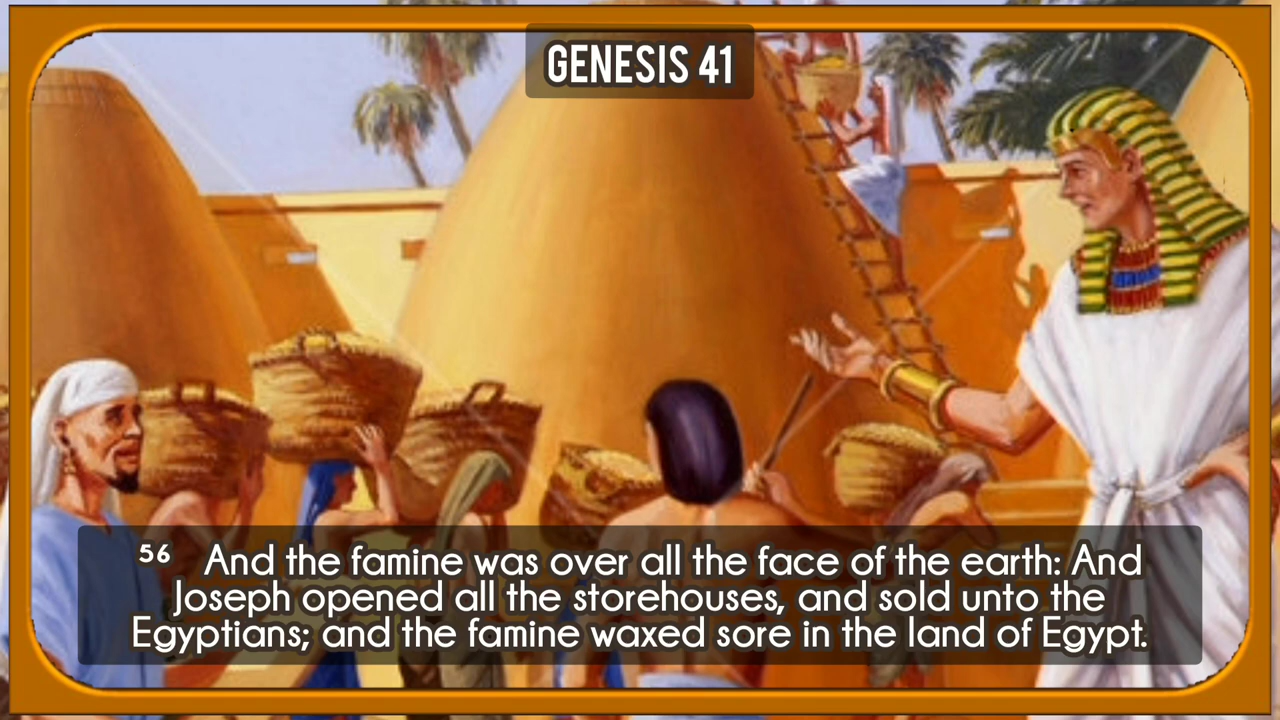 GENESIS 41
56 And the famine was over all the face of the earth: And
Joseph opened all the storehouses, and sold unto the
Egyptians; and the famine waxed sore in the land of Egypt.